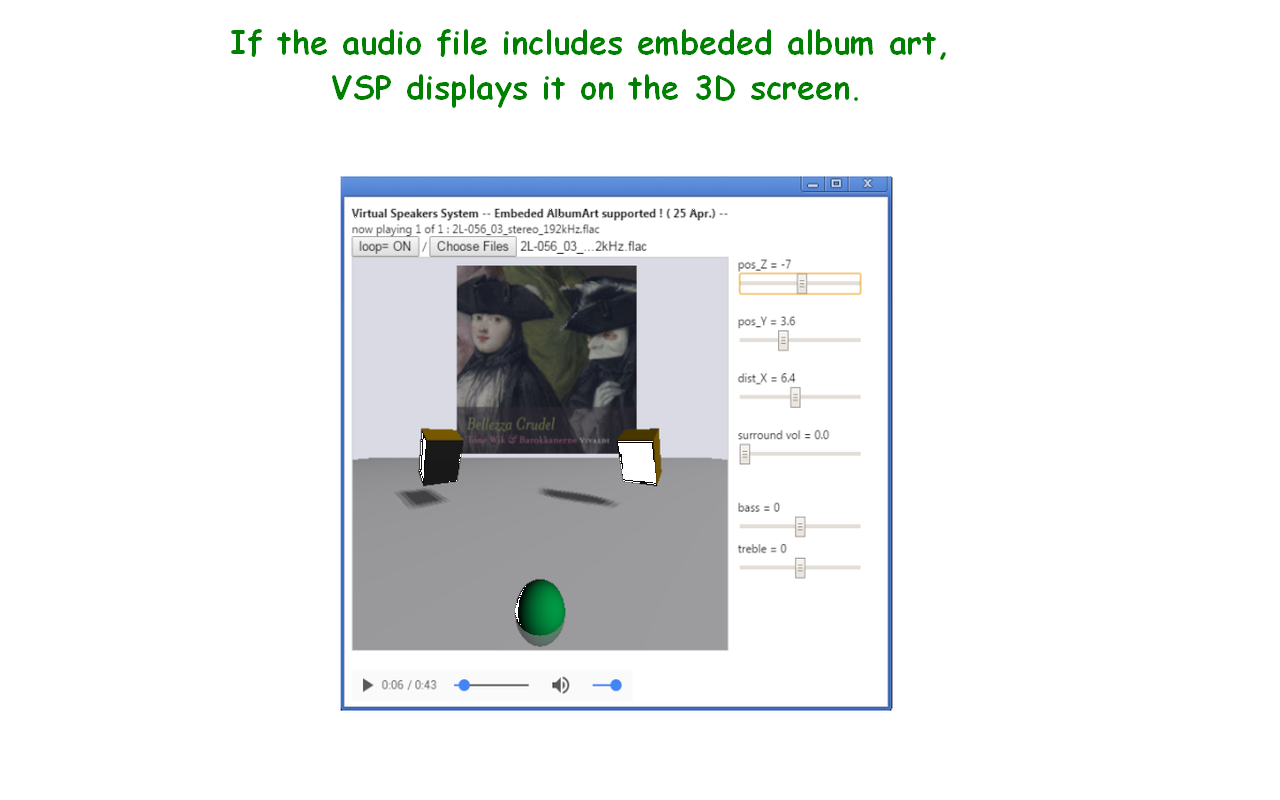 If the audio file includes embeded album art,
VSP displays it on the 3D screen.
Virtual Speakers System -- Embeded AlbumArt supported ! ( 25 Apr.) --
now playing 1 of 1 : 2L-056_03_stereo_192kHz.flac
loop= ON / Choose Files 2L-056_03_...2kHz.flac
pos_Z = -7
pos_Y = 3.6
dist_X = 6.4
surround vol = 0.0
bass = 0
treble = 0
Bellezza Crudel
Tone Wik & Barokkanerne VIVALDI
0:06 / 0:43